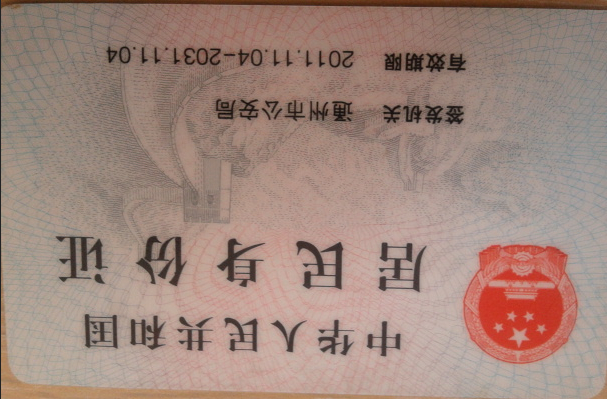 中华人民共和国
居民身份证
签发机关 通州市公安局
有效期限 2011.11.04-2031.11.04